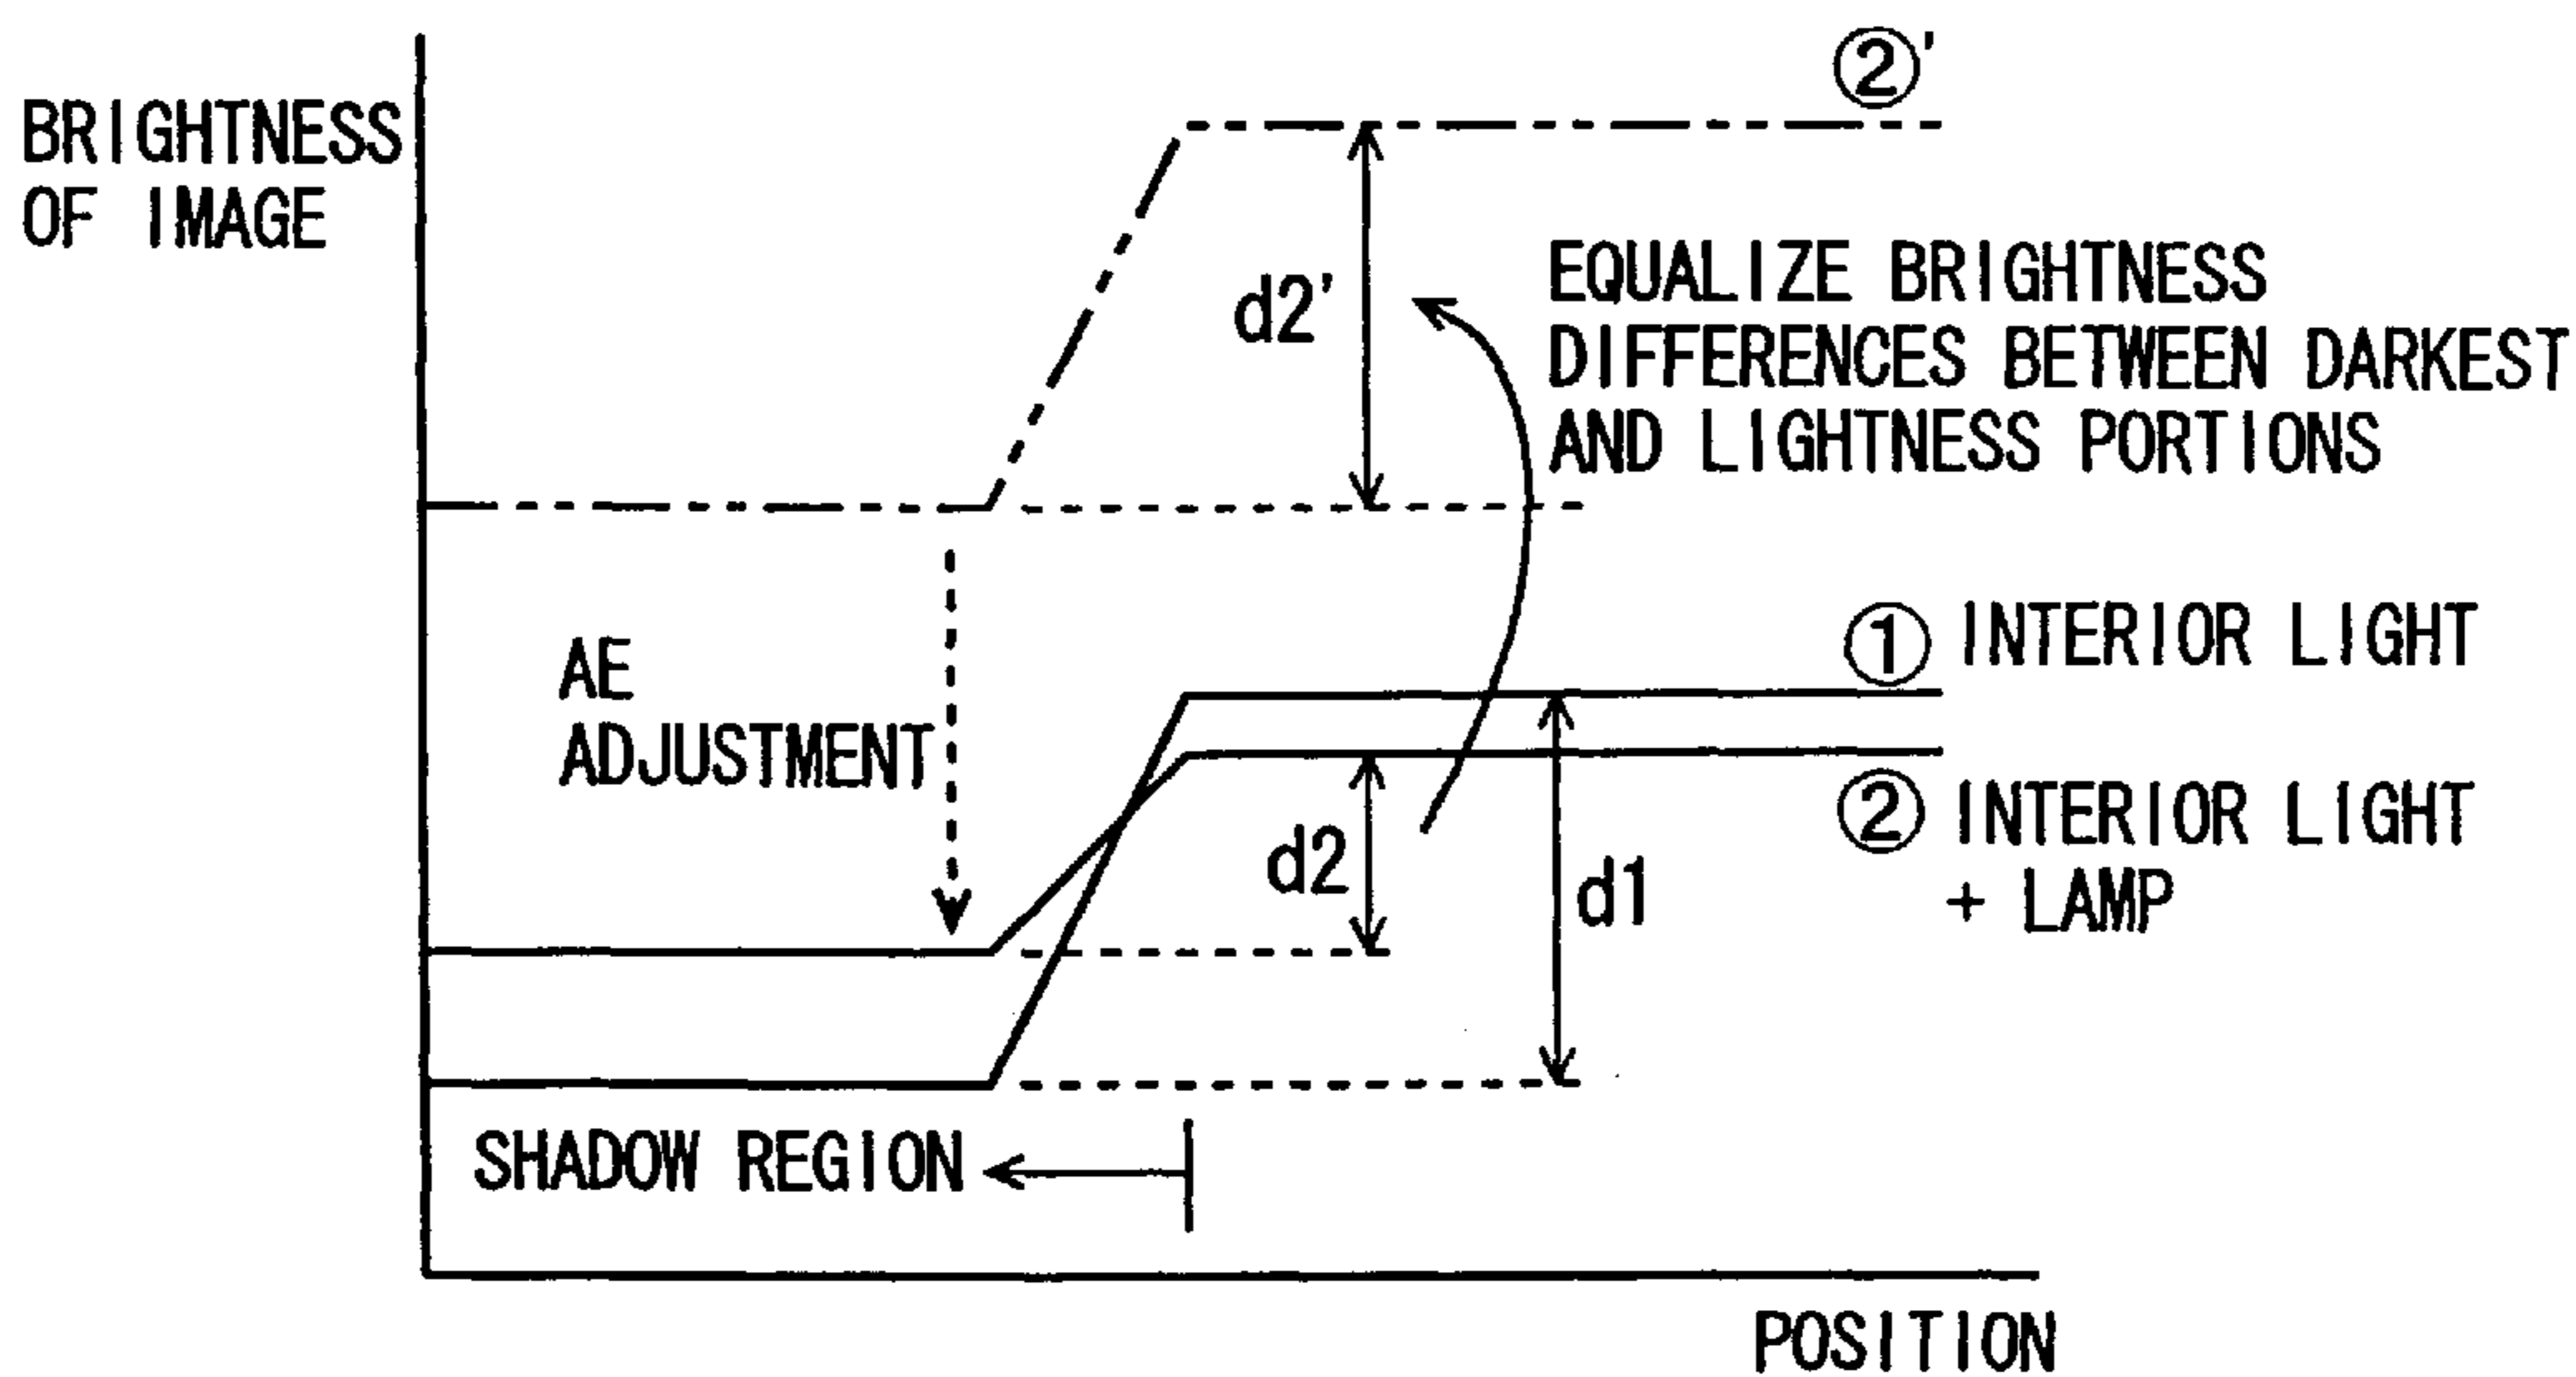 BRIGHTNESS
OF IMAGE
②'
d2'
EQUALIZE BRIGHTNESS
DIFFERENCES BETWEEN DARKEST
AND LIGHTNESS PORTIONS
AE
ADJUSTMENT
① INTERIOR LIGHT
② INTERIOR LIGHT
+ LAMP
d2
d1
SHADOW REGION
POSITION